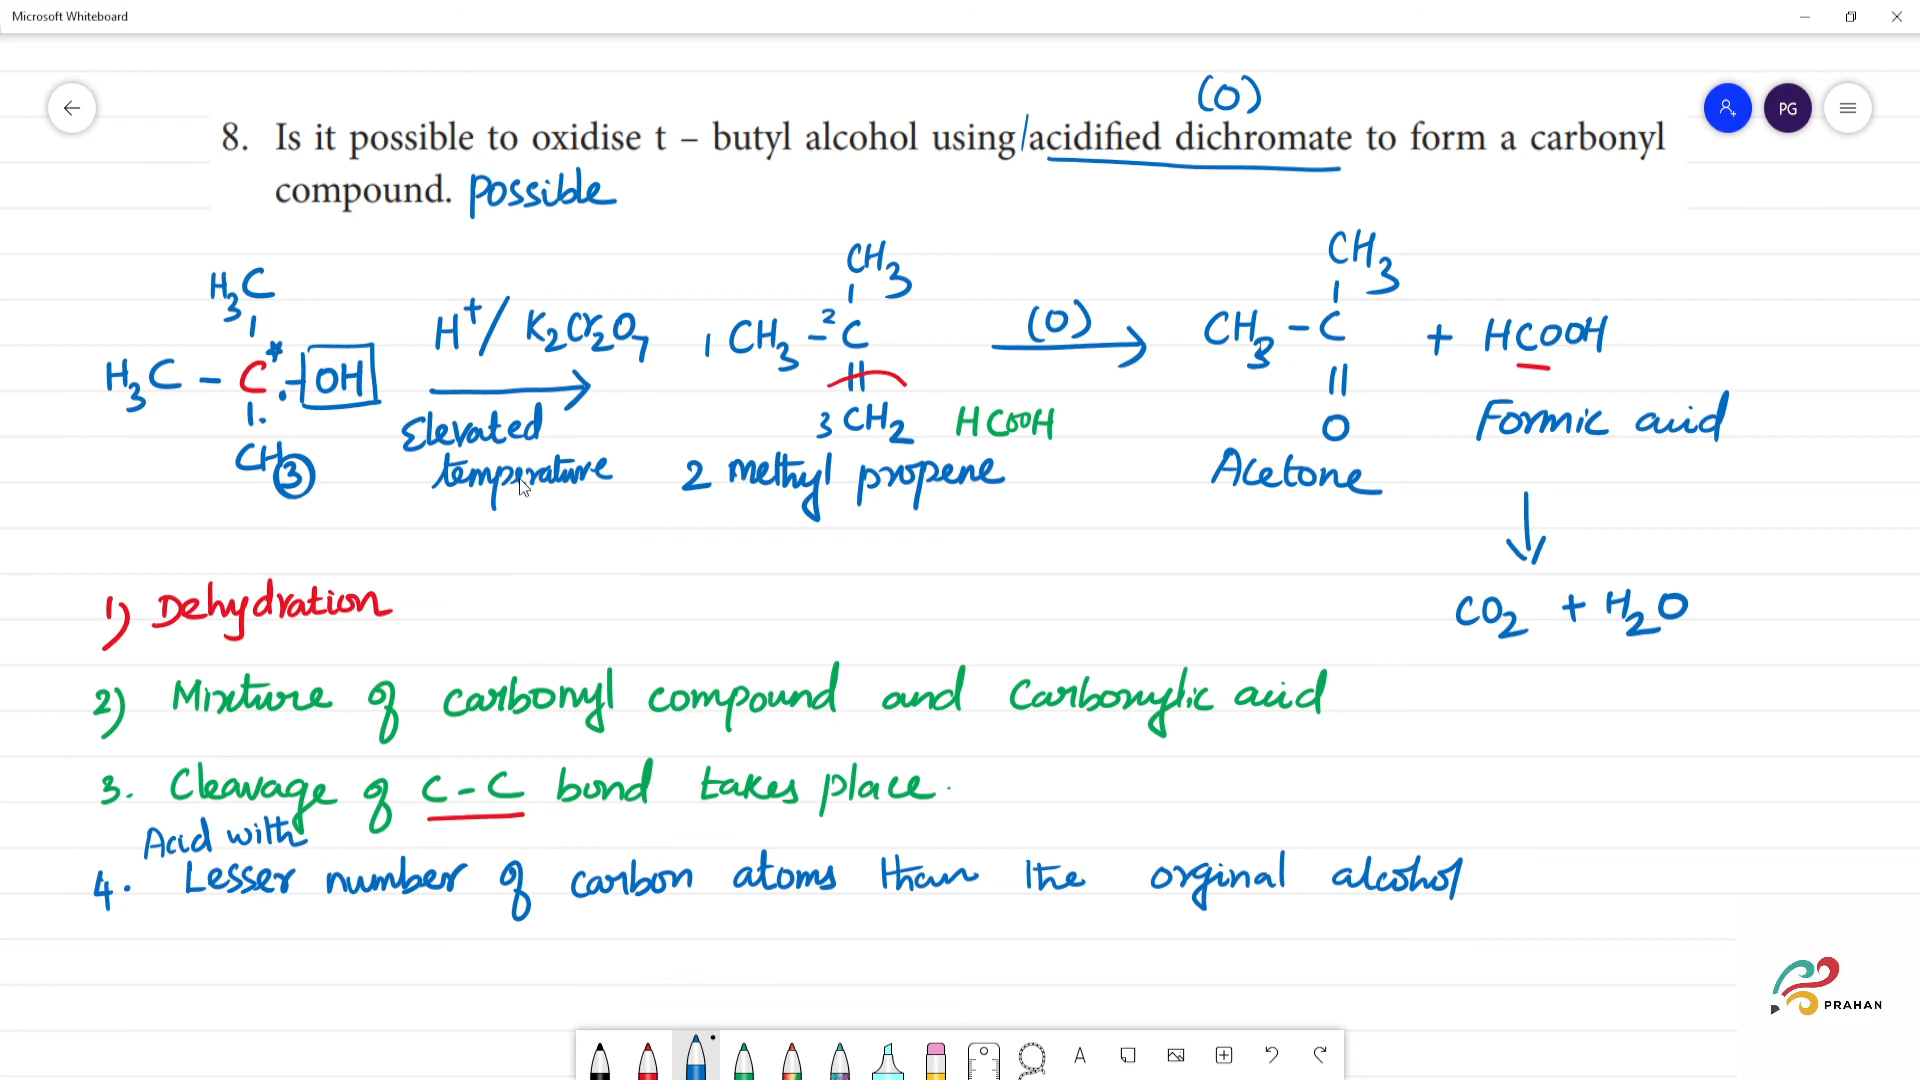 Microsoft Whiteboard
PG
(O)
8. Is it possible to oxidise t – butyl alcohol using/acidified dichromate to form a carbonyl
compound. Possible
H3C
H3C - C* - OH
CH3
H+/ K2Cr2O7
Elevated
temperature
CH3
1 CH3 - 2 C
3 CH2 HCOOH
2 methyl propene
(O)
CH3
CH3 - C + HCOOH
O
Acetone
Formic acid
CO2 + H2O
1) Dehydration
2) Mixture of carbonyl compound and Carbonylic acid
3. Cleavage of C-C bond takes place.
Acid with
4. Lesser number of carbon atoms than the orginal alcohol
PRAHAN
A